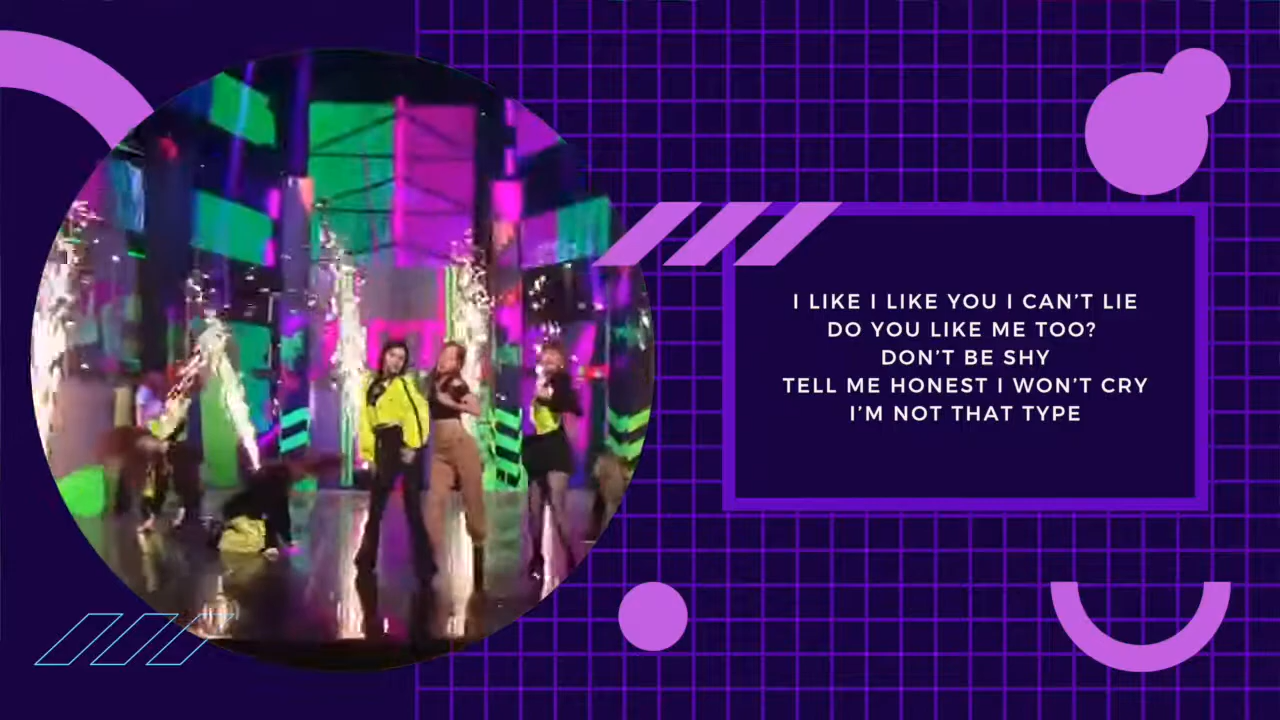 I LIKE I LIKE YOU I CAN’T LIE
DO YOU LIKE ME TOO?
DON’T BE SHY
TELL ME HONEST I WON’T CRY
I’M NOT THAT TYPE